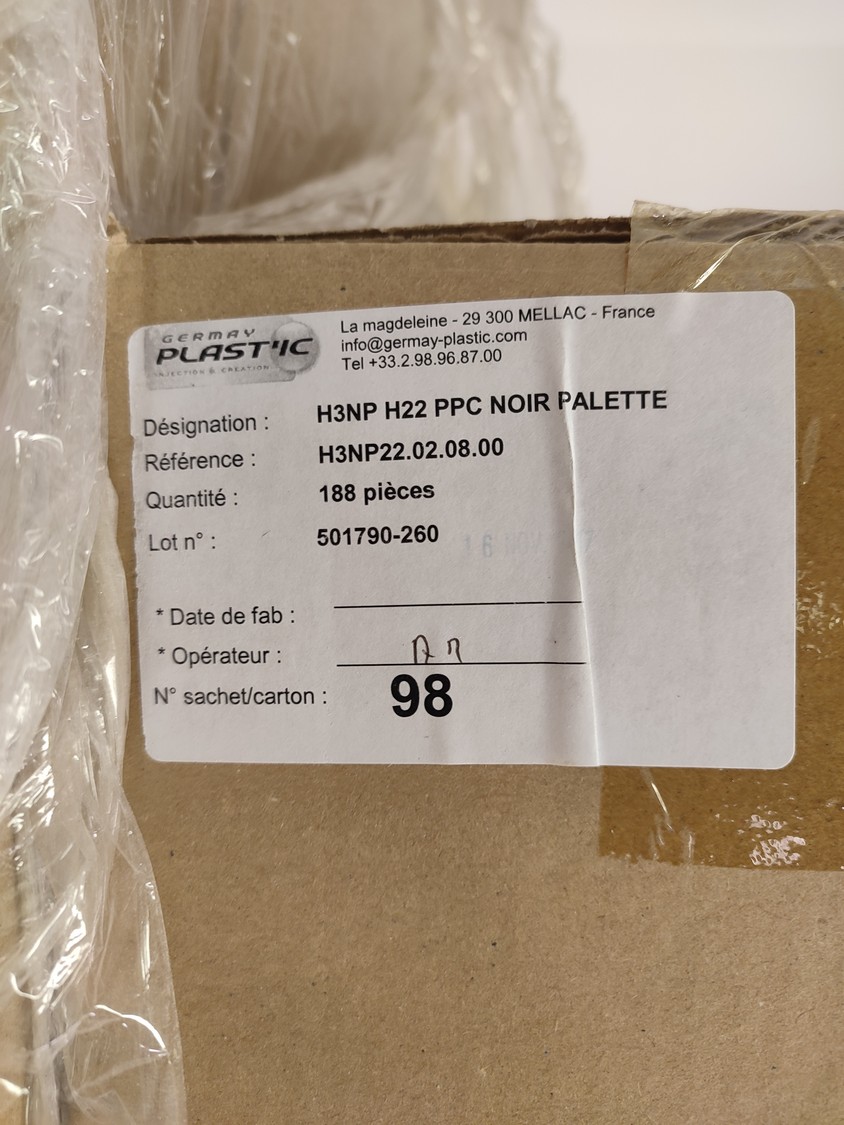 GERMAY
PLAST'IC
INJECTION & CREATION
La magdeleine - 29 300 MELLAC - France
info@germay-plastic.com
Tel +33.2.98.96.87.00
Désignation : H3NP H22 PPC NOIR PALETTE
Référence : H3NP22.02.08.00
Quantité : 188 pièces
Lot n° : 501790-260
16 NOV
* Date de fab :
* Opérateur :
N° sachet/carton : 98